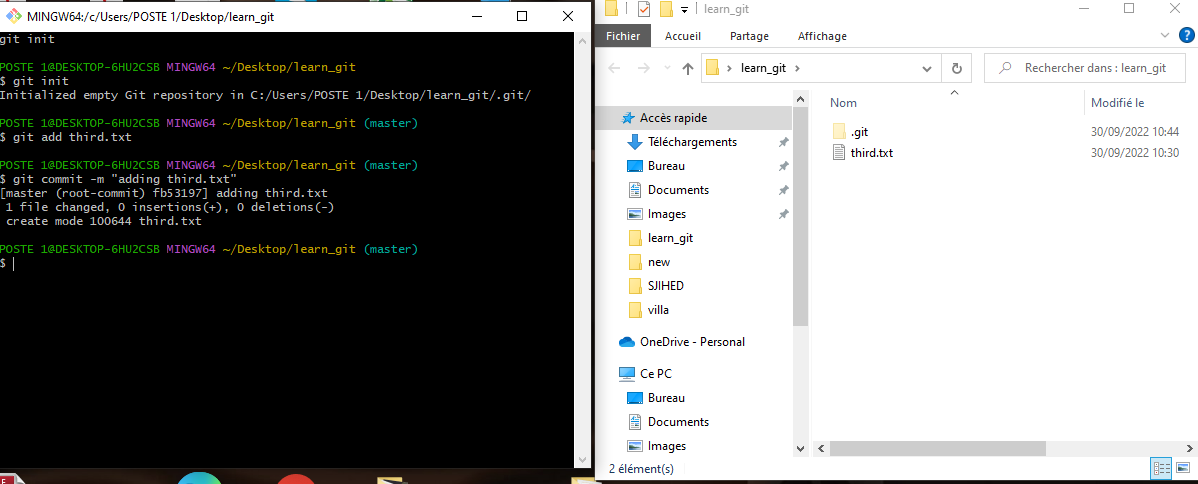 MINGW64:/c/Users/POSTE 1/Desktop/learn_git
git init
POSTE 1@DESKTOP-6HU2CSB MINGW64 ~/Desktop/learn_git
$ git init
Initialized empty Git repository in C:/Users/POSTE 1/Desktop/learn_git/.git/
POSTE 1@DESKTOP-6HU2CSB MINGW64 ~/Desktop/learn_git (master)
$ git add third.txt
POSTE 1@DESKTOP-6HU2CSB MINGW64 ~/Desktop/learn_git (master)
$ git commit -m "adding third.txt"
[master (root-commit) fb53197] adding third.txt
1 file changed, 0 insertions(+), 0 deletions(-)
create mode 100644 third.txt
POSTE 1@DESKTOP-6HU2CSB MINGW64 ~/Desktop/learn_git (master)
$
learn_git
Fichier Accueil Partage Affichage
learn_git
Rechercher dans : learn_git
Accès rapide
Téléchargements
Bureau
Documents
Images
learn_git
new
SJIHED
villa
OneDrive - Personal
Ce PC
Bureau
Documents
Images
Nom Modifié le
.git 30/09/2022 10:44
third.txt 30/09/2022 10:30
2 élément(s)